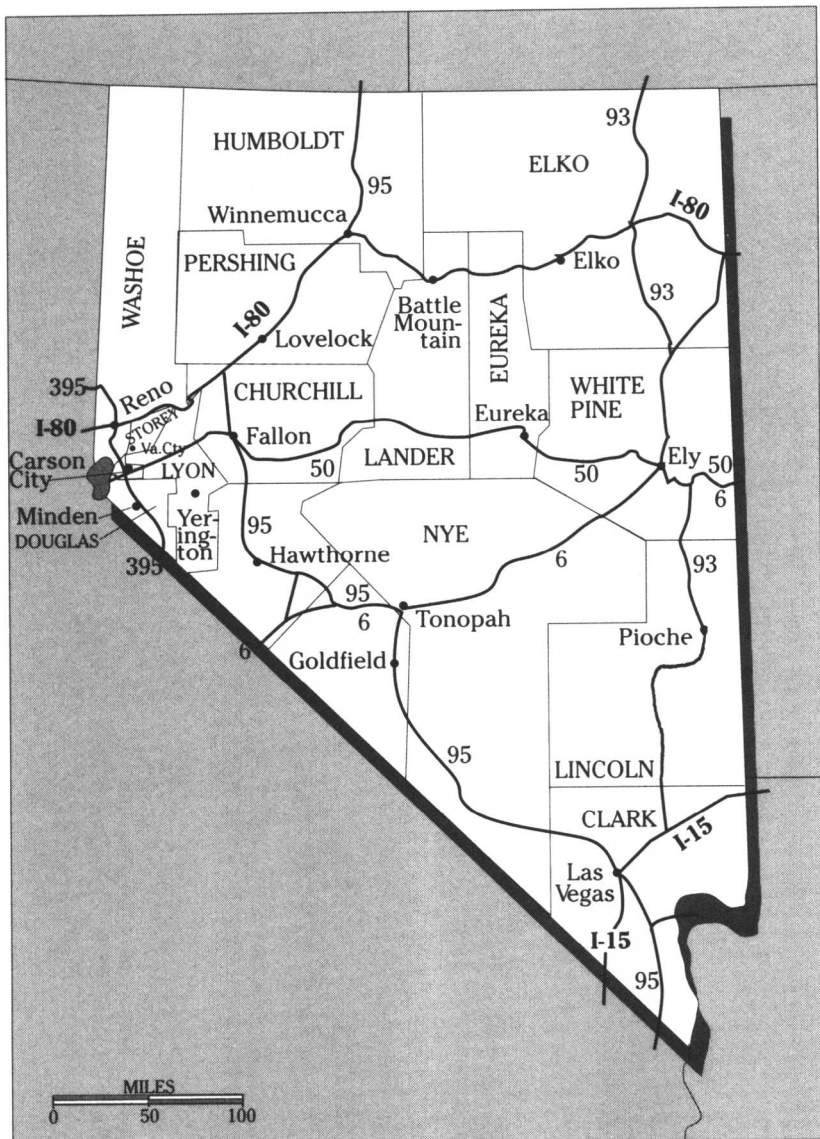 93
HUMBOLDT
ELKO
95
I-80
Winnemucca
WASHOE
PERSHING
Elko
93
Battle
Moun-
tain
EUREKA
I-80
Lovelock
395
Reno
CHURCHILL
WHITE
PINE
I-80
STOREY
Va. Cty
Fallon
Eureka
Carson
City
LYON
50
LANDER
50
Ely
50
6
Minden
DOUGLAS
Yer-
ing-
ton
95
NYE
395
Hawthorne
6
93
95
6
Tonopah
6
Goldfield
Pioche
95
LINCOLN
CLARK
I-15
Las
Vegas
I-15
95
MILES
0
50
100